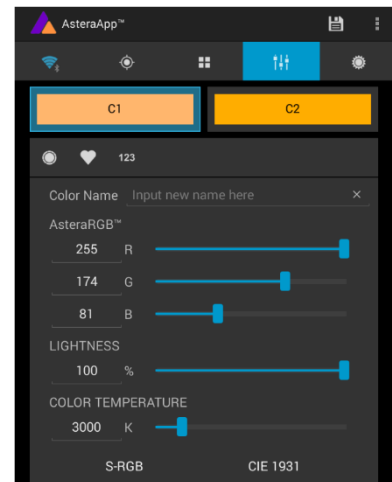 AsteraApp™
C1
C2
123
Color Name Input new name here ×
AsteraRGB™
255 R
174 G
81 B
LIGHTNESS
100 %
COLOR TEMPERATURE
3000 K
S-RGB CIE 1931